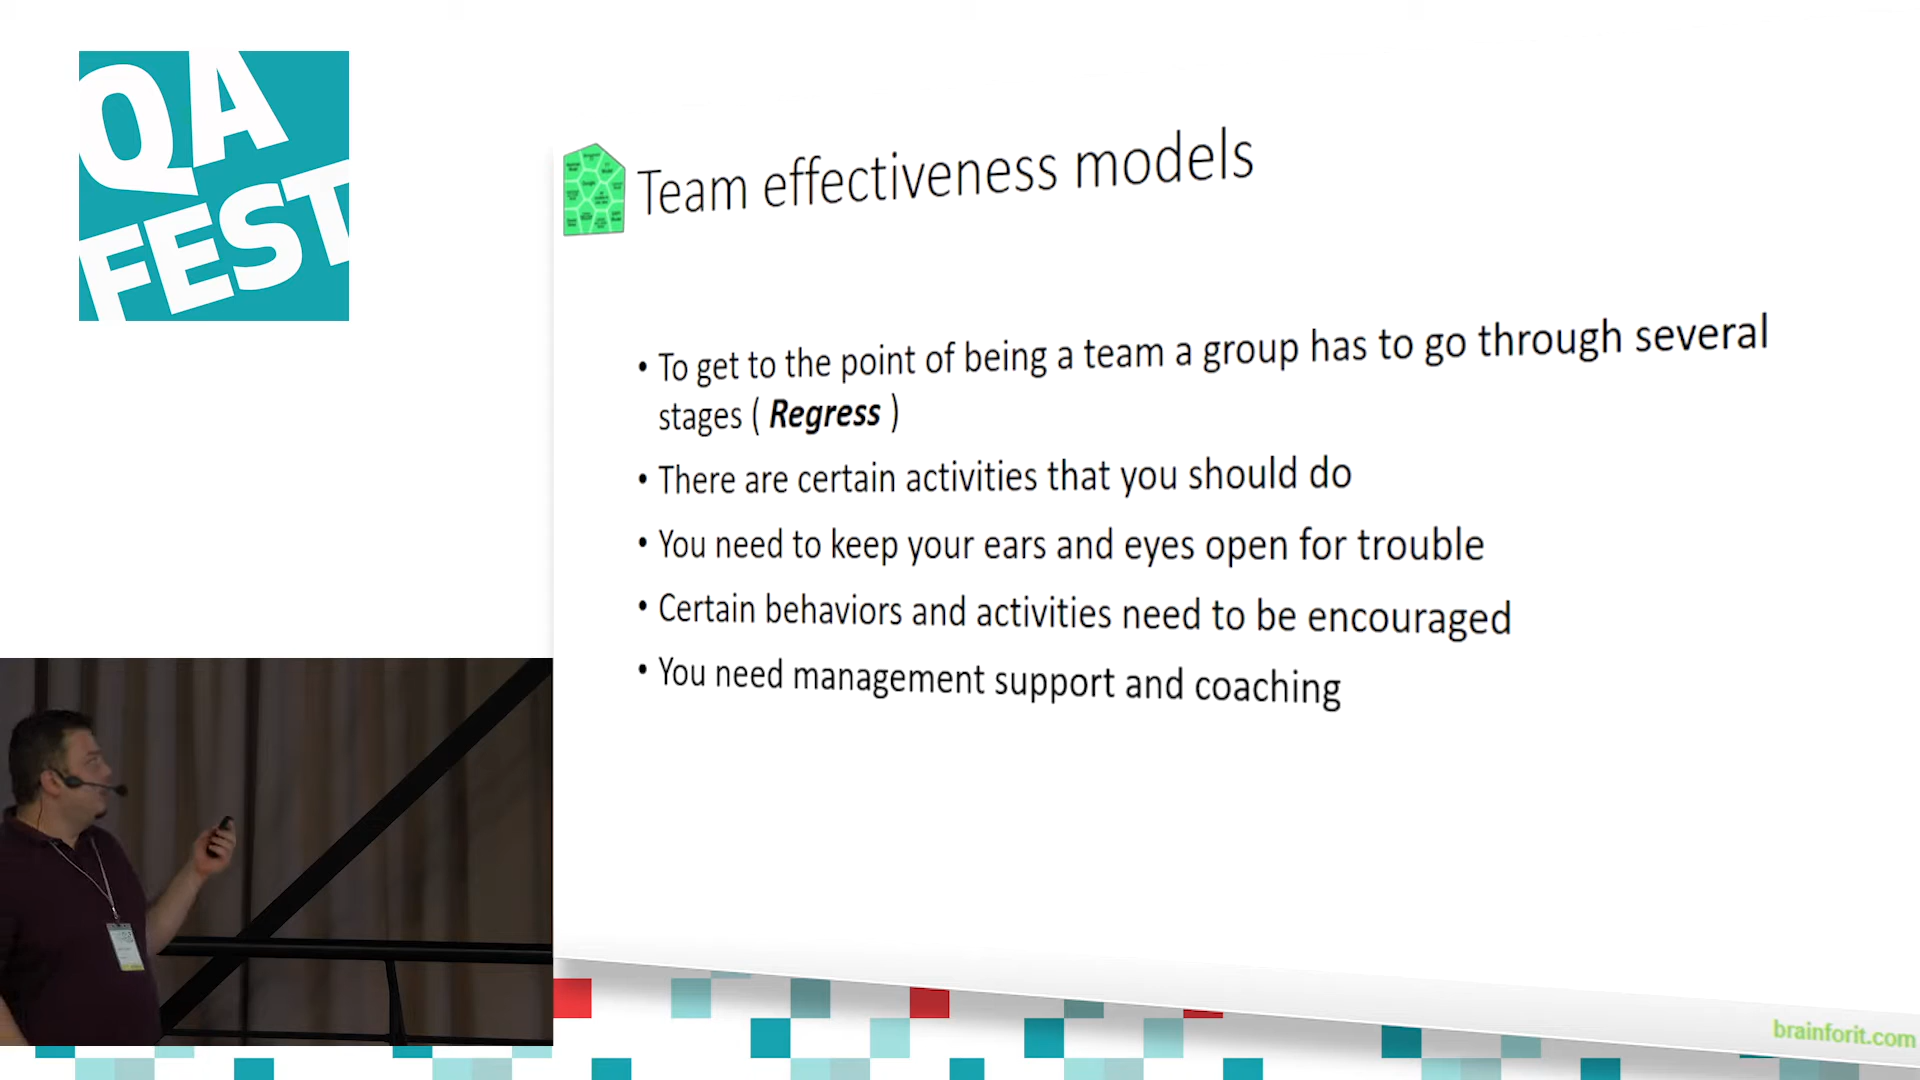 QA
FEST
Team effectiveness models
• To get to the point of being a team a group has to go through several
stages ( Regress )
• There are certain activities that you should do
• You need to keep your ears and eyes open for trouble
• Certain behaviors and activities need to be encouraged
• You need management support and coaching
brainforit.com